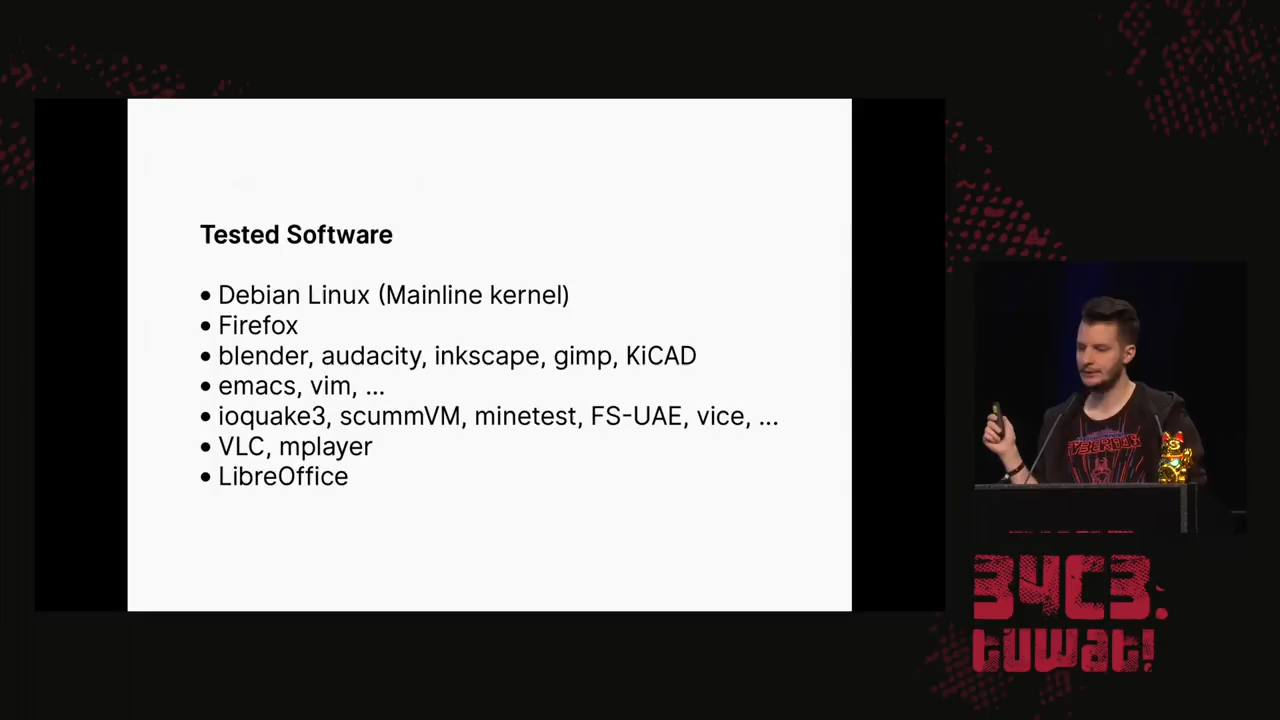 Tested Software
• Debian Linux (Mainline kernel)
• Firefox
• blender, audacity, inkscape, gimp, KiCAD
• emacs, vim, ...
• ioquake3, scummVM, minetest, FS-UAE, vice, ...
• VLC, mplayer
• LibreOffice
34C3.
tuwat!